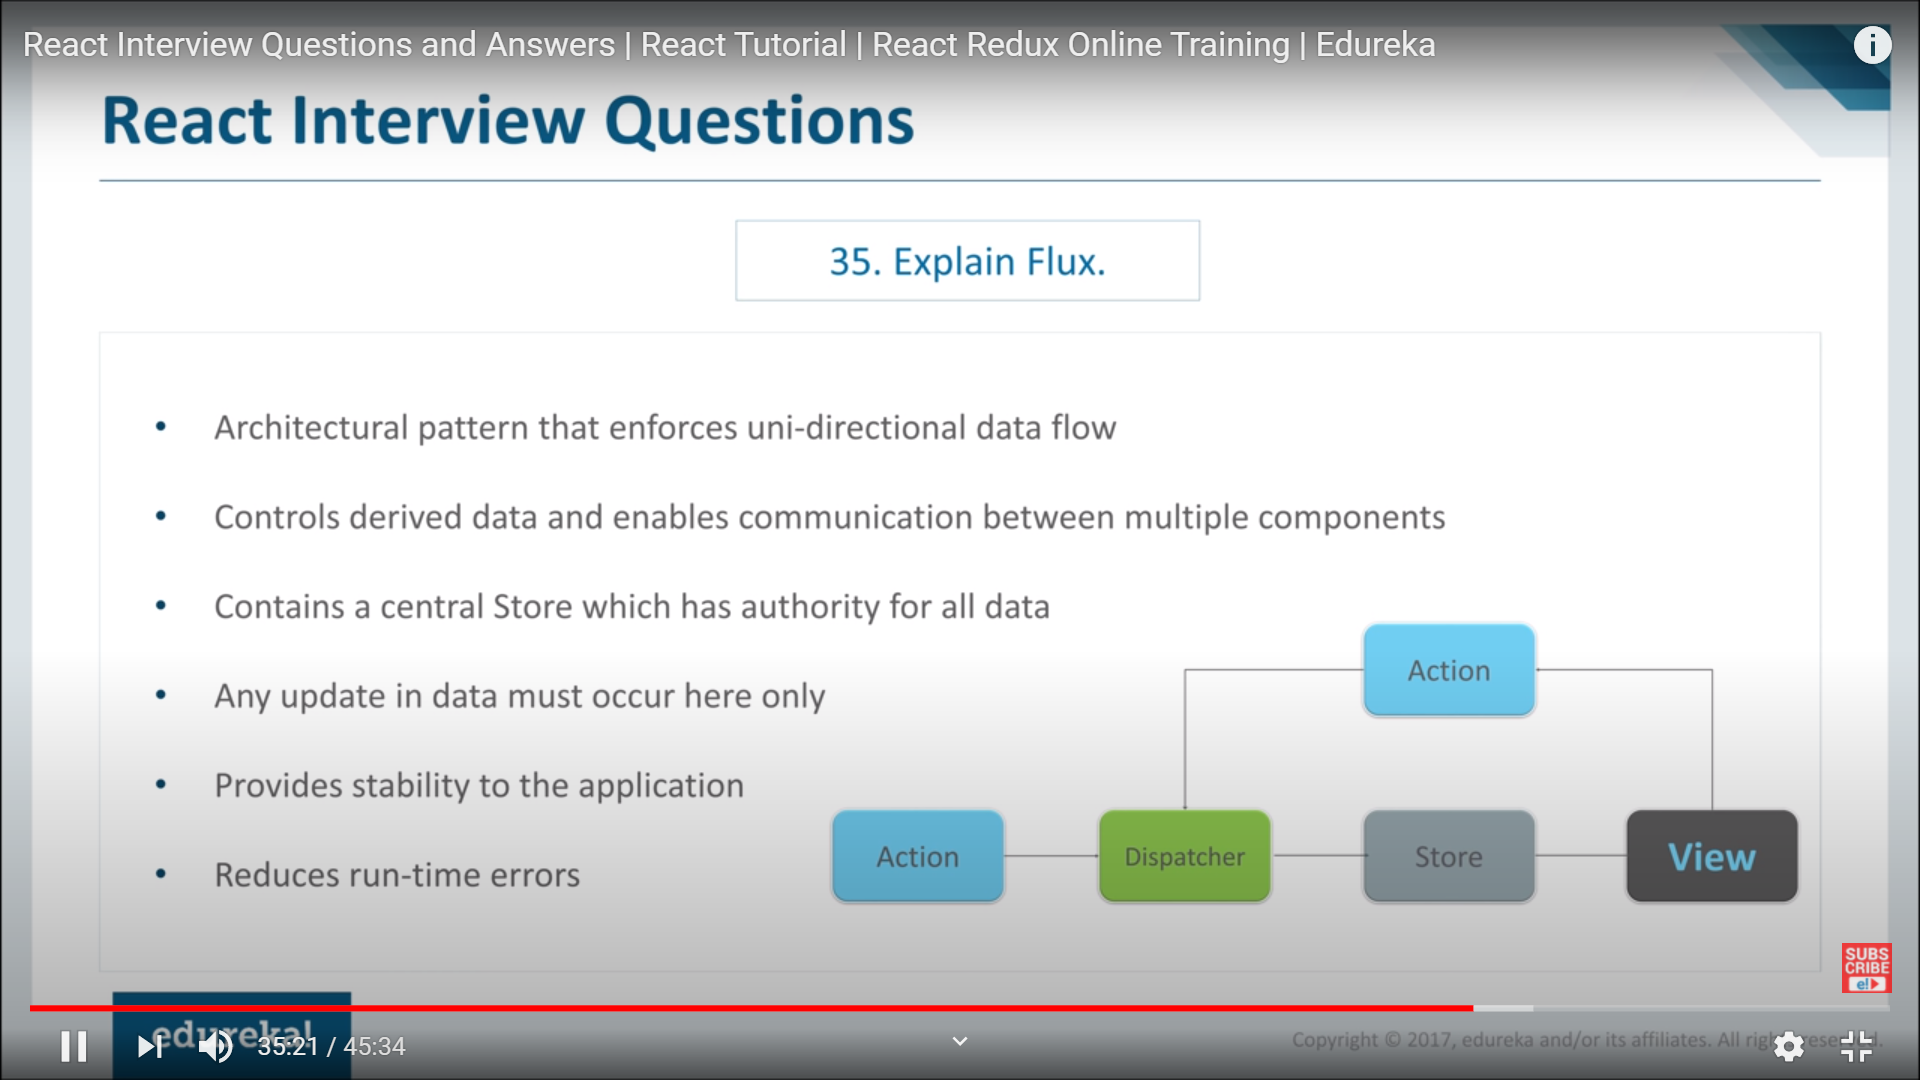 React Interview Questions and Answers | React Tutorial | React Redux Online Training | Edureka
React Interview Questions
35. Explain Flux.
• Architectural pattern that enforces uni-directional data flow
• Controls derived data and enables communication between multiple components
• Contains a central Store which has authority for all data
• Any update in data must occur here only
• Provides stability to the application
• Reduces run-time errors
Action
Action
Dispatcher
Store
View
SUBS
CRIBE
e!
edureka!
35:21 / 45:34
Copyright © 2017, edureka and/or its affiliates. All rights reserved.